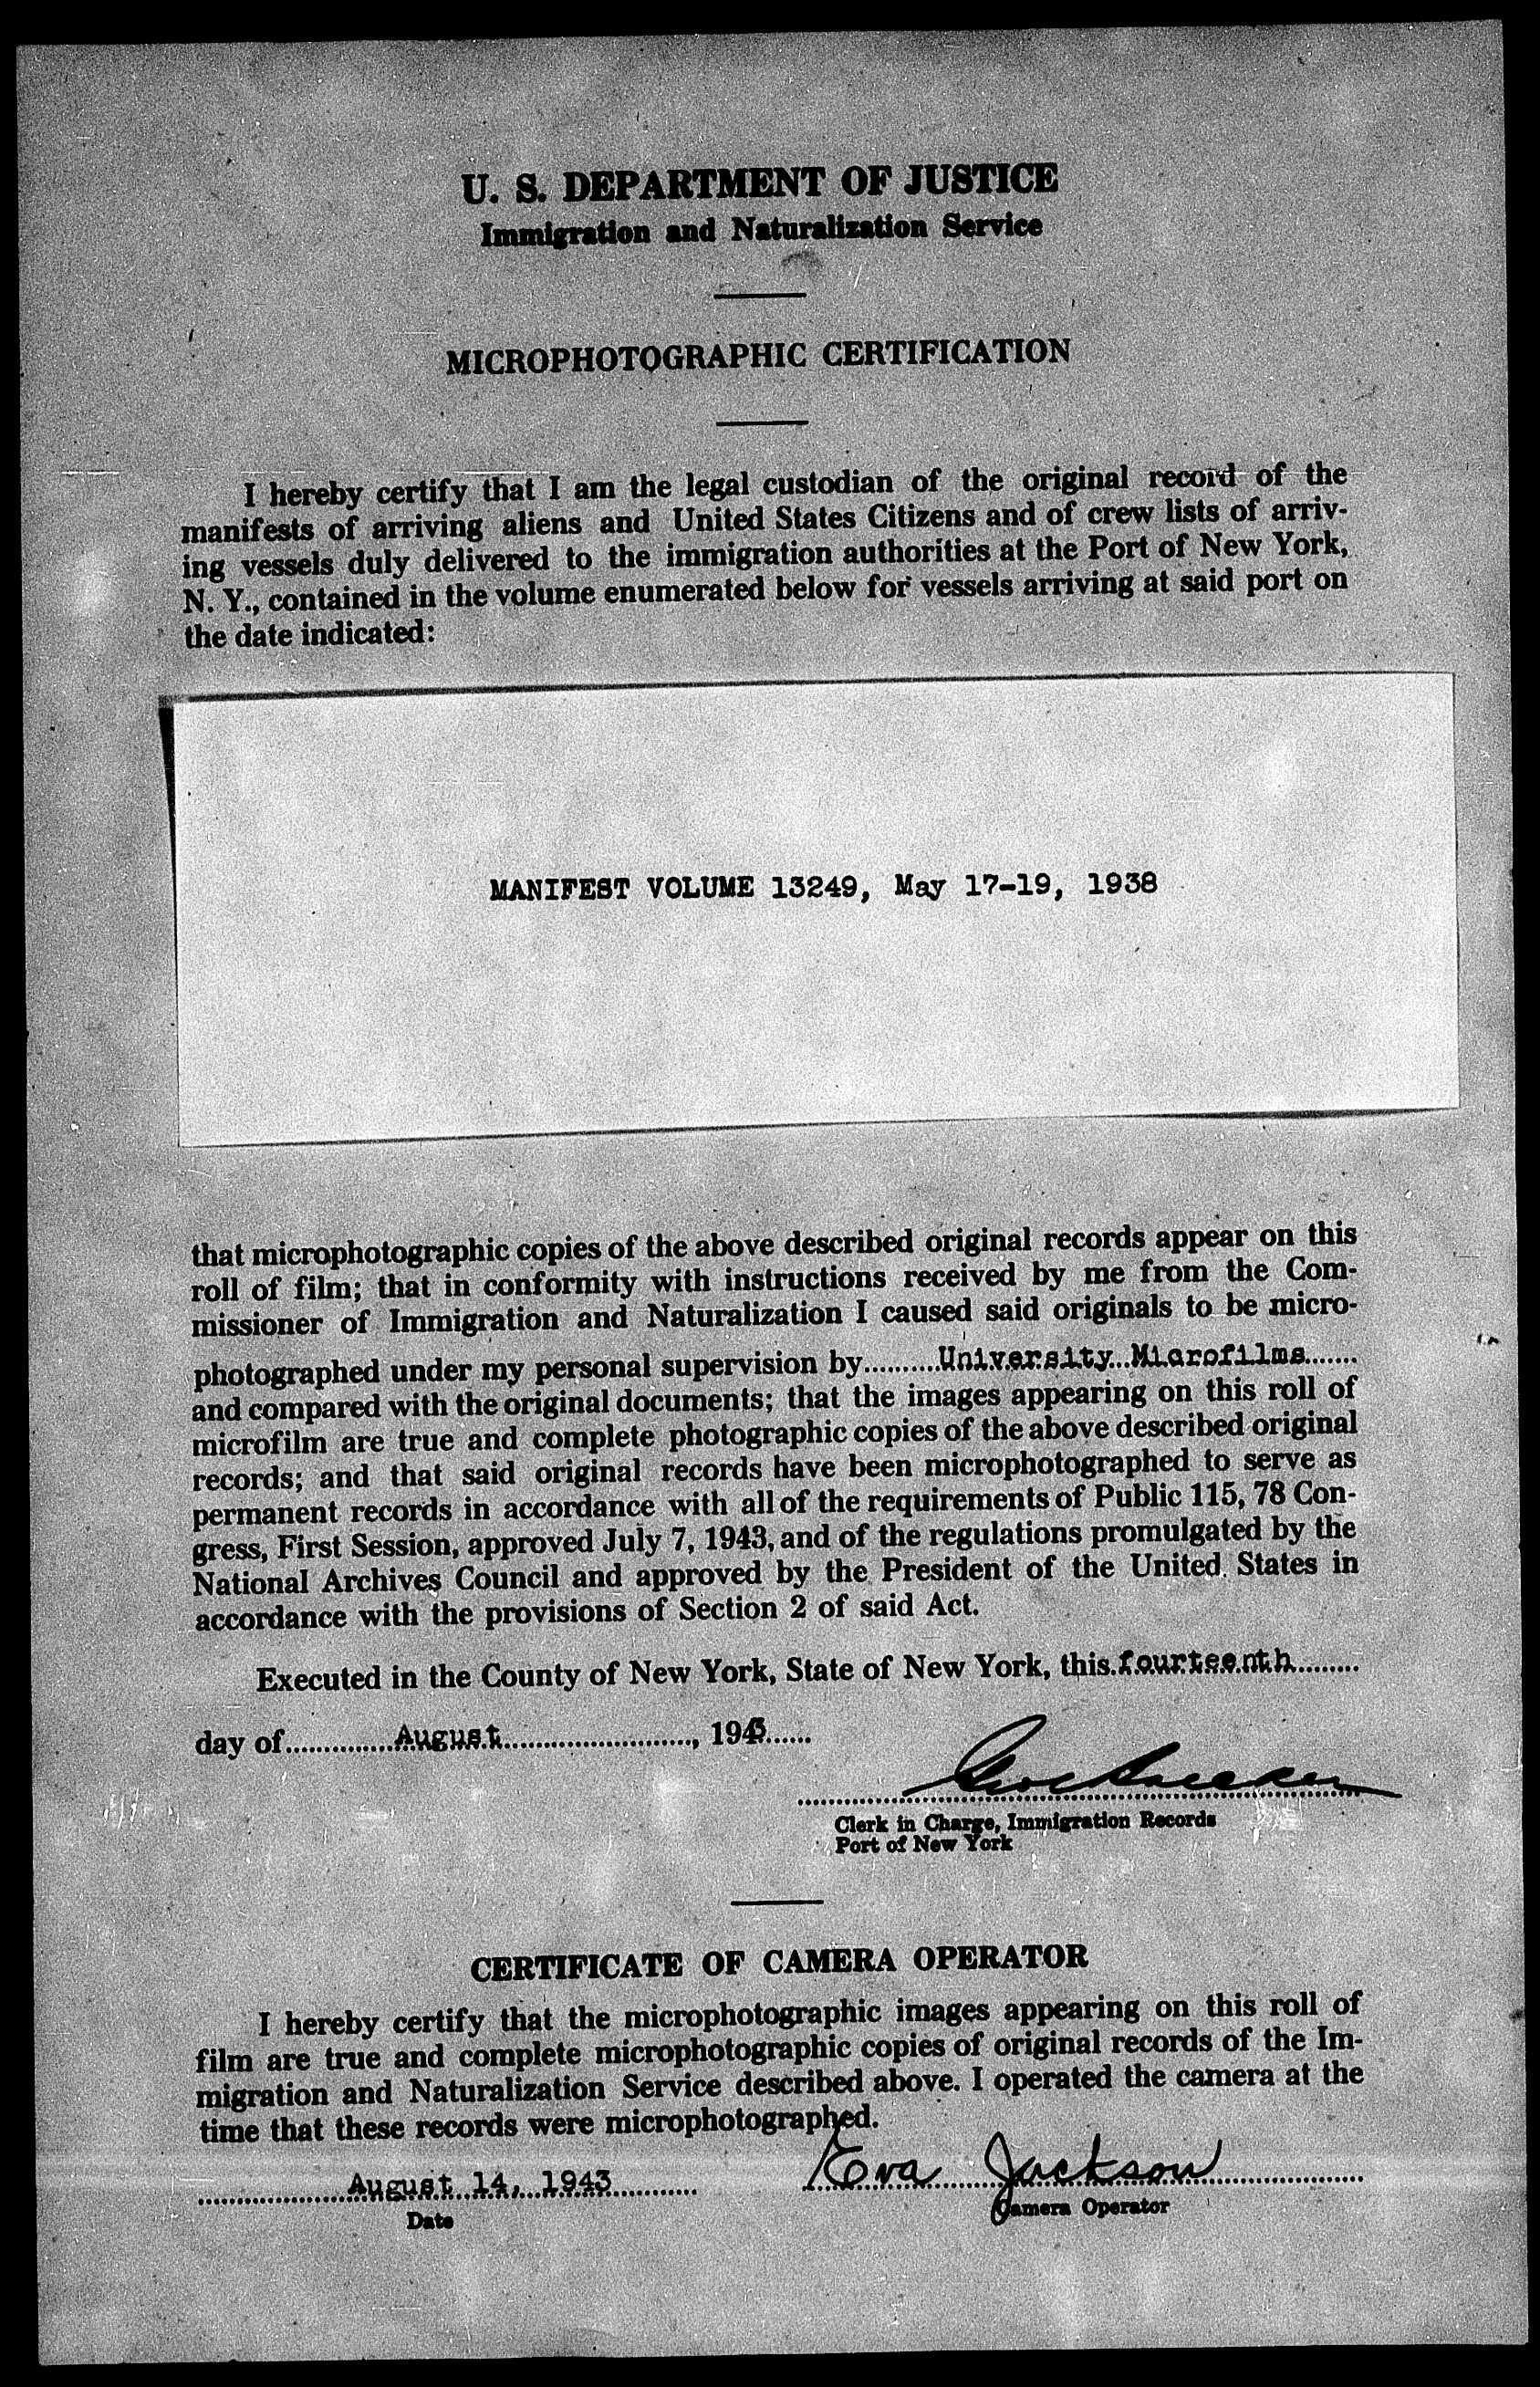 U. S. DEPARTMENT OF JUSTICE
Immigration and Naturalization Service
MICROPHOTOGRAPHIC CERTIFICATION
I hereby certify that I am the legal custodian of the original record of the
manifests of arriving aliens and United States Citizens and of crew lists of arriv-
ing vessels duly delivered to the immigration authorities at the Port of New York,
N. Y., contained in the volume enumerated below for vessels arriving at said port on
the date indicated:
MANIFEST VOLUME 13249, May 17-19, 1938
that microphotographic copies of the above described original records appear on this
roll of film; that in conformity with instructions received by me from the Com-
missioner of Immigration and Naturalization I caused said originals to be micro-
photographed under my personal supervision by..........University Microfilms.......
and compared with the original documents; that the images appearing on this roll of
microfilm are true and complete photographic copies of the above described original
records; and that said original records have been microphotographed to serve as
permanent records in accordance with all of the requirements of Public 115, 78 Con-
gress, First Session, approved July 7, 1943, and of the regulations promulgated by the
National Archives Council and approved by the President of the United States in
accordance with the provisions of Section 2 of said Act.
Executed in the County of New York, State of New York, this fourteenth........
day of..............August........................, 1943......
Clerk in Charge, Immigration Records
Port of New York
CERTIFICATE OF CAMERA OPERATOR
I hereby certify that the microphotographic images appearing on this roll of
film are true and complete microphotographic copies of original records of the Im-
migration and Naturalization Service described above. I operated the camera at the
time that these records were microphotographed.
August 14, 1943 Eva Jackson
Date Camera Operator